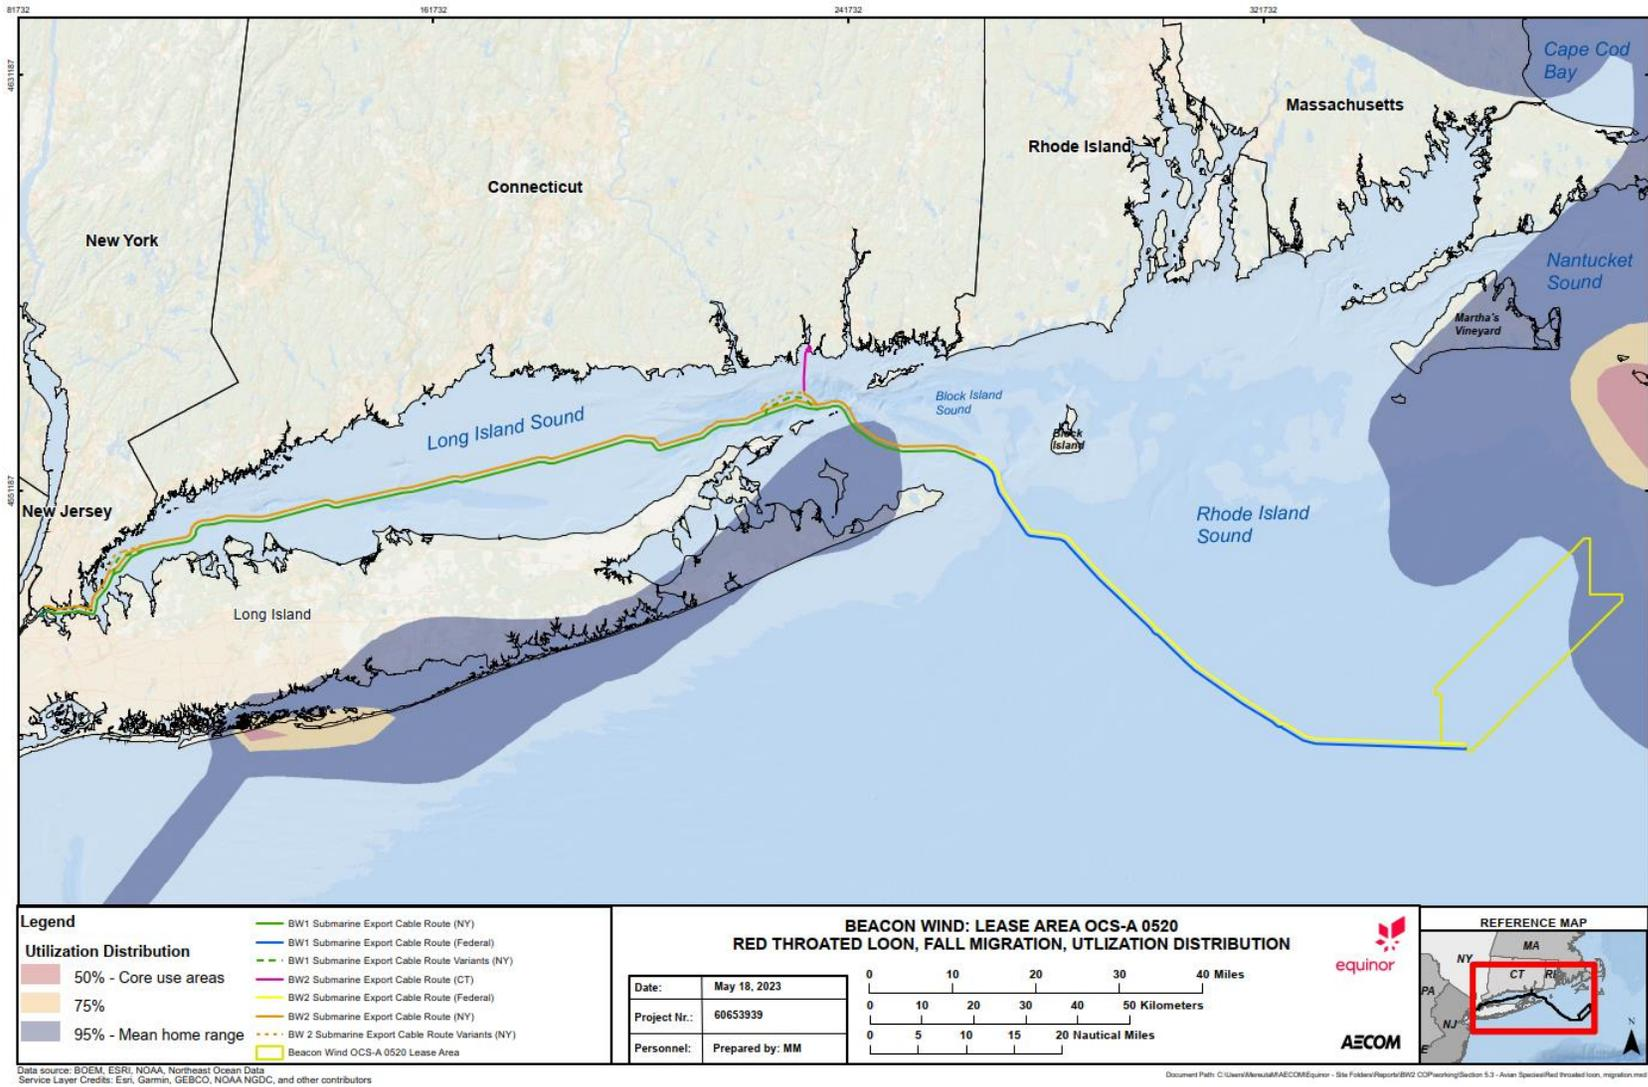 81732
161732
241732
321732
4631187
4551187
Cape Cod
Bay
Massachusetts
Rhode Island
Connecticut
New York
Nantucket
Sound
Martha's
Vineyard
Block Island
Sound
Long Island Sound
Block
Island
New Jersey
Rhode Island
Sound
Long Island
Legend
Utilization Distribution
50% - Core use areas
75%
95% - Mean home range
BW1 Submarine Export Cable Route (NY)
BW1 Submarine Export Cable Route (Federal)
BW1 Submarine Export Cable Route Variants (NY)
BW2 Submarine Export Cable Route (CT)
BW2 Submarine Export Cable Route (Federal)
BW2 Submarine Export Cable Route (NY)
BW 2 Submarine Export Cable Route Variants (NY)
Beacon Wind OCS-A 0520 Lease Area
BEACON WIND: LEASE AREA OCS-A 0520
RED THROATED LOON, FALL MIGRATION, UTLIZATION DISTRIBUTION
Date: May 18, 2023
Project Nr.: 60653939
Personnel: Prepared by: MM
0 10 20 30 40 Miles
0 10 20 30 40 50 Kilometers
0 5 10 15 20 Nautical Miles
equinor
AECOM
REFERENCE MAP
MA
NY
CT
RI
PA
NJ
E
N
Data source: BOEM, ESRI, NOAA, Northeast Ocean Data
Service Layer Credits: Esri, Garmin, GEBCO, NOAA NGDC, and other contributors